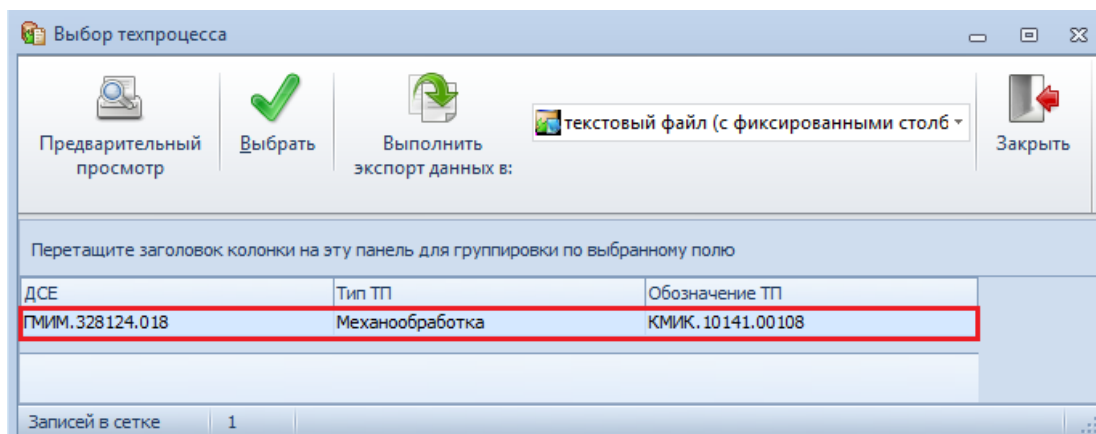 Выбор техпроцесса
Предварительный
просмотр
Выбрать
Выполнить
экспорт данных в:
текстовый файл (с фиксированными столб
Закрыть
Перетащите заголовок колонки на эту панель для группировки по выбранному полю
ДСЕ Тип ТП Обозначение ТП
ГМИМ.328124.018 Механообработка КМИК.10141.00108
Записей в сетке 1